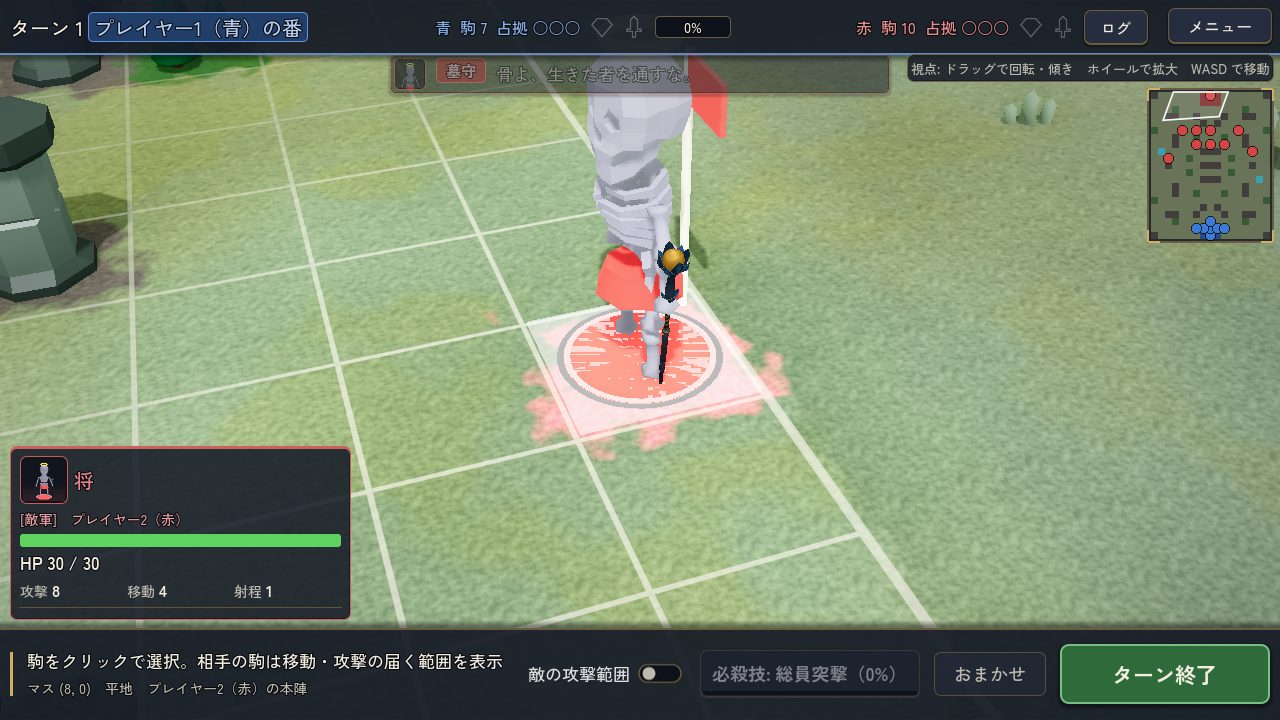 ターン 1 プレイヤー1（青）の番
青 駒 7 占拠 〇〇〇 0%
赤 駒 10 占拠 〇〇〇
ログ
メニュー
墓守 骨よ、生きた者を通すな。
視点: ドラッグで回転・傾き ホイールで拡大 WASD で移動
将
[敵軍] プレイヤー2（赤）
HP 30 / 30
攻撃 8 移動 4 射程 1
駒をクリックで選択。相手の駒は移動・攻撃の届く範囲を表示
マス (8, 0) 平地 プレイヤー2（赤）の本陣
敵の攻撃範囲
必殺技: 総員突撃（0%）
おまかせ
ターン終了